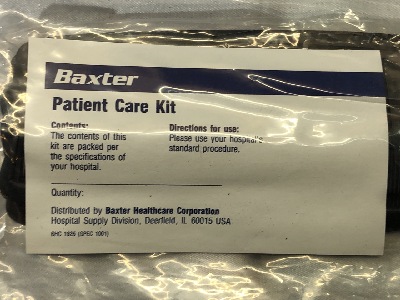 Baxter
Patient Care Kit
Contents:
The contents of this
kit are packed per
the specifications of
your hospital.
Directions for use:
Please use your hospital's
standard procedure.
Quantity:
Distributed by Baxter Healthcare Corporation
Hospital Supply Division, Deerfield, IL 60015 USA
(SPEC 1001)